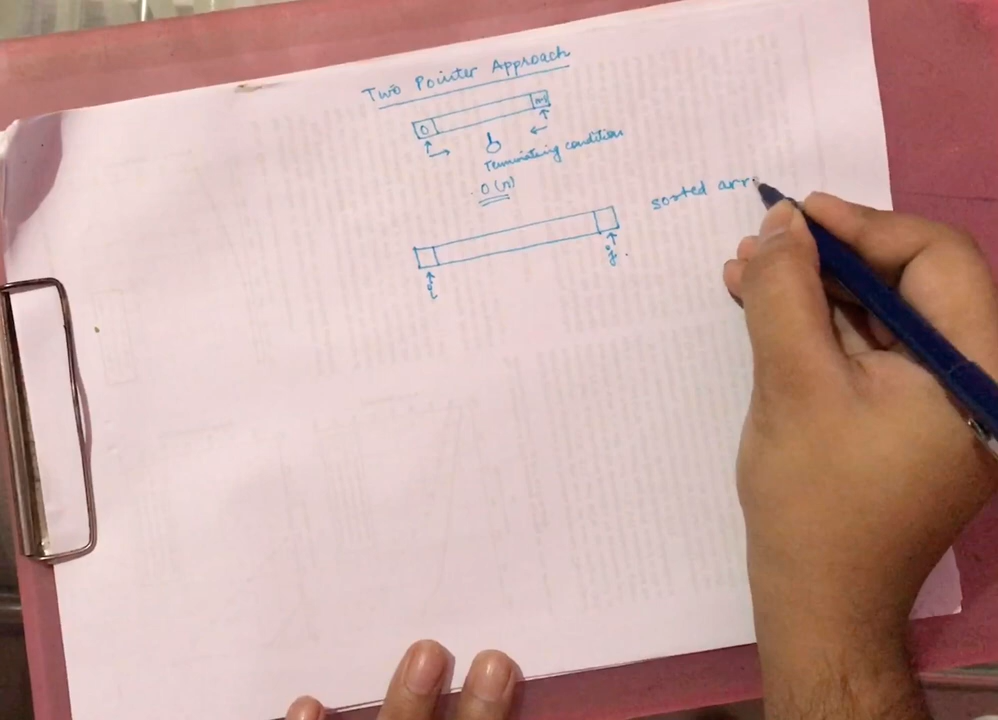 Two Pointer Approach
0 n-1
Terminating condition
O(n)
sorted arr
i j